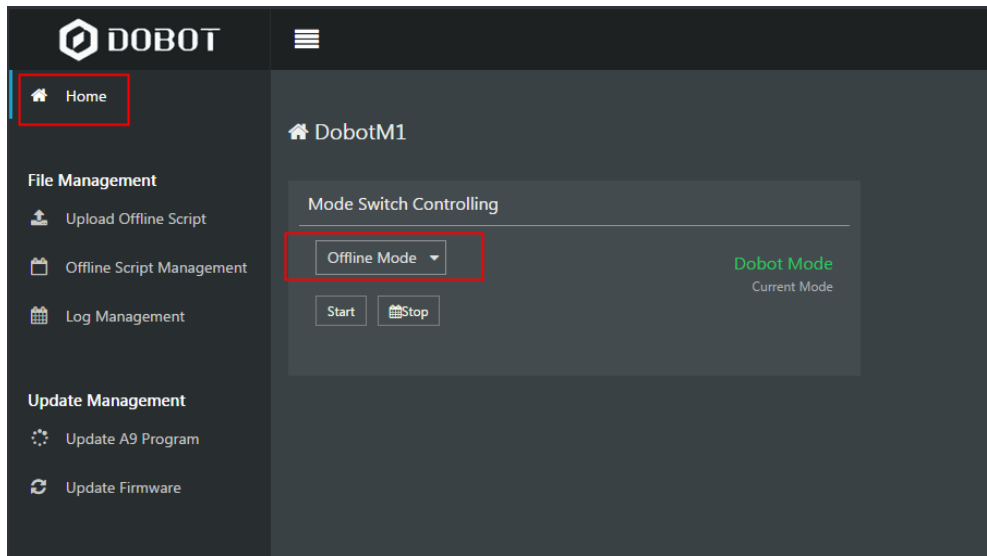 DOBOT
Home
File Management
Upload Offline Script
Offline Script Management
Log Management
Update Management
Update A9 Program
Update Firmware
DobotM1
Mode Switch Controlling
Offline Mode
Dobot Mode
Current Mode
Start Stop